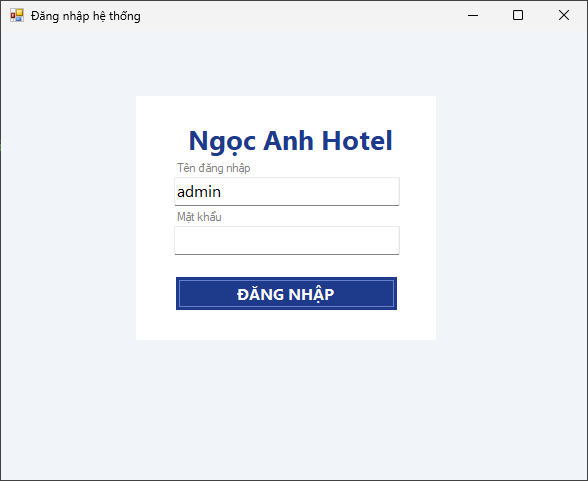 Đăng nhập hệ thống
Ngọc Anh Hotel
Tên đăng nhập
admin
Mật khẩu
ĐĂNG NHẬP